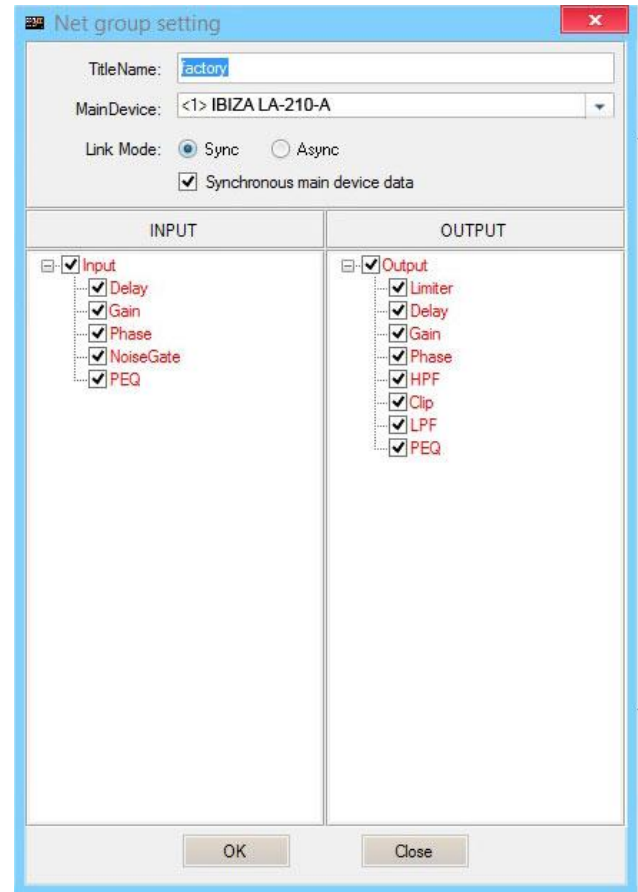 Net group setting
TitleName: factory
MainDevice: <1> IBIZA LA-210-A
Link Mode: Sync Async
Synchronous main device data
INPUT
Input
Delay
Gain
Phase
NoiseGate
PEQ
OUTPUT
Output
Limiter
Delay
Gain
Phase
HPF
Clip
LPF
PEQ
OK Close